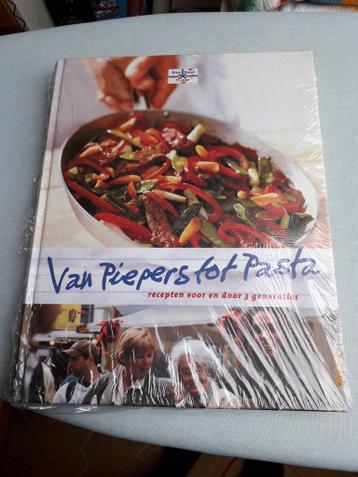 Van Piepers tot Pasta
recepten voor en door 3 generaties